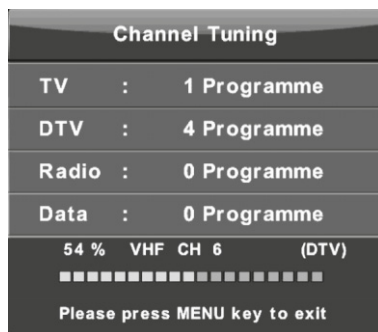 Channel Tuning
TV : 1 Programme
DTV : 4 Programme
Radio : 0 Programme
Data : 0 Programme
54 % VHF CH 6 (DTV)
Please press MENU key to exit